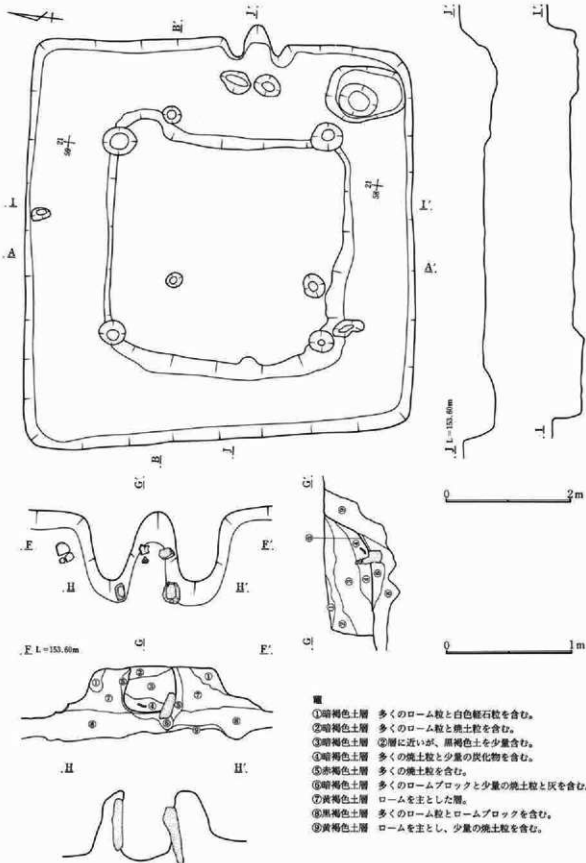 B'
J'
J'
I'
21
58
21
58
I
I'
A
A'
L=153.60m
B
J
J
I
G'
G'
0 2m
F
F'
H
H'
G
G
F L=153.60m
F'
0 1m
竈
①暗褐色土層 多くのローム粒と白色軽石粒を含む。
②暗褐色土層 多くのローム粒と焼土粒を含む。
③暗褐色土層 ②層に近いが、黒褐色土を少量含む。
④暗褐色土層 多くの焼土粒と少量の炭化物を含む。
⑤赤褐色土層 多くの焼土粒を含む。
⑥暗褐色土層 多くのロームブロックと少量の焼土粒と灰を含む。
⑦黄褐色土層 ロームを主とした層。
⑧黒褐色土層 多くのローム粒とロームブロックを含む。
⑨黄褐色土層 ロームを主とし、少量の焼土粒を含む。
H
H'